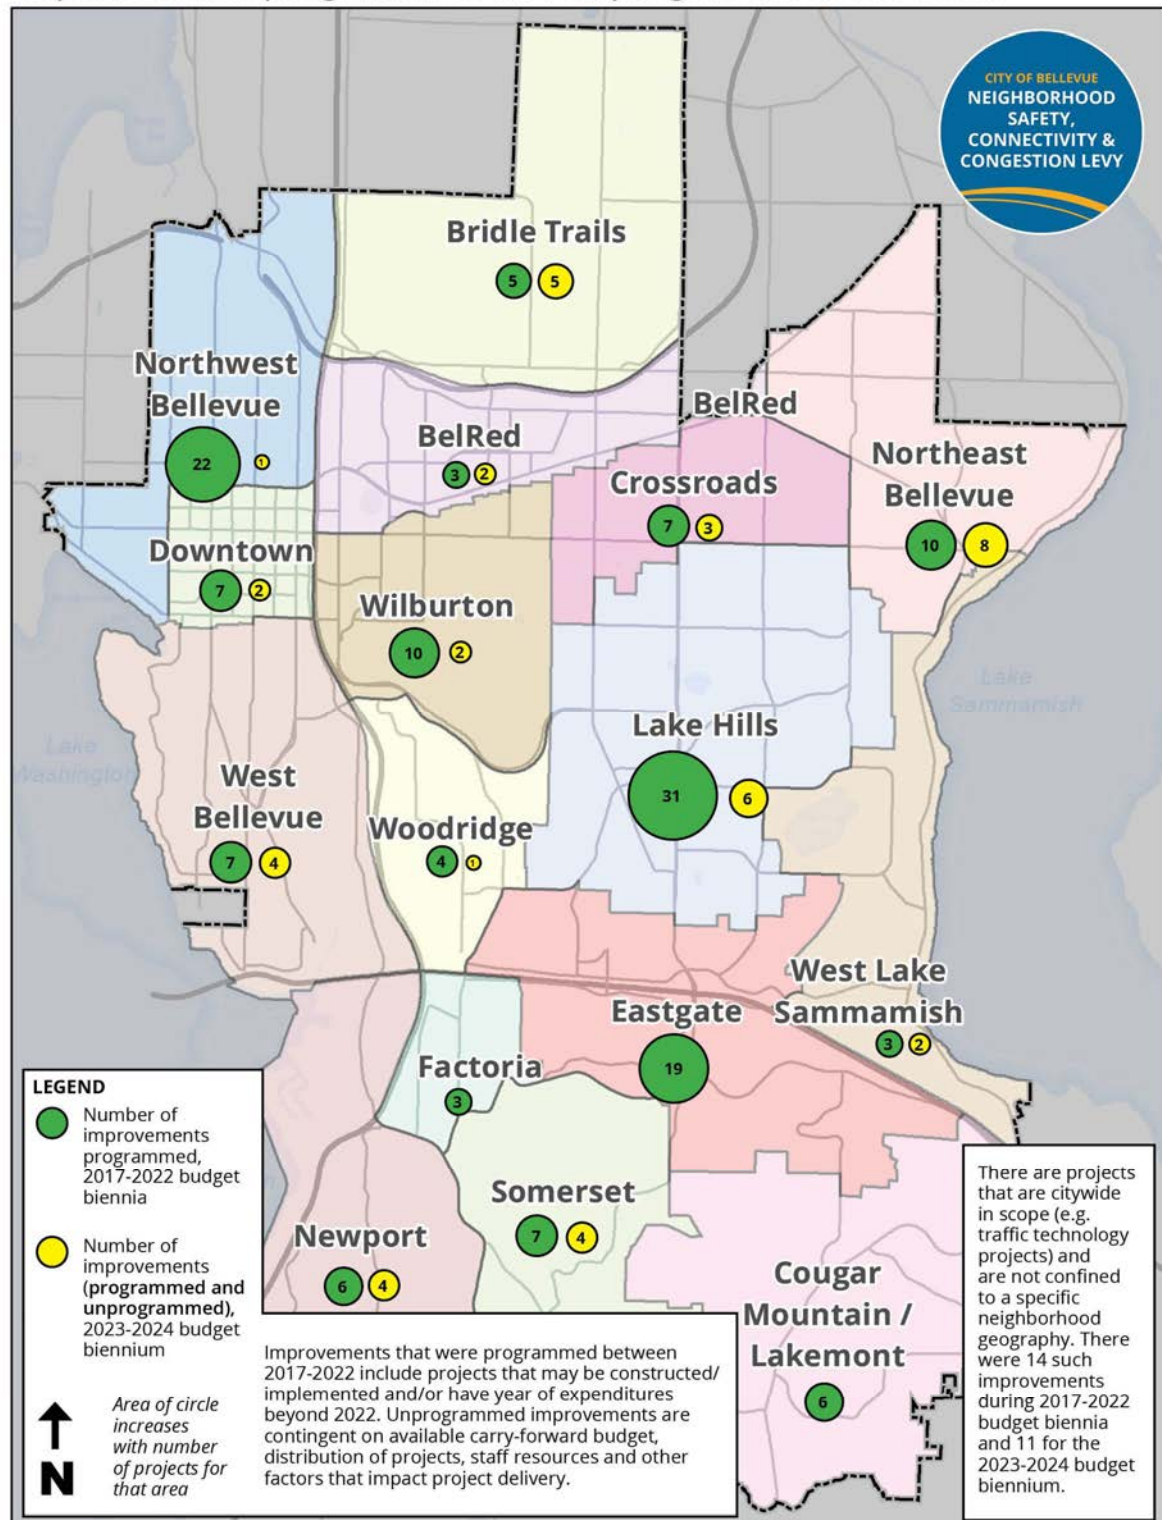 CITY OF BELLEVUE
NEIGHBORHOOD
SAFETY,
CONNECTIVITY &
CONGESTION LEVY
Bridle Trails
5
5
Northwest
Bellevue
22
1
BelRed
3
2
BelRed
Crossroads
7
3
Northeast
Bellevue
10
8
Downtown
7
2
Wilburton
10
2
Lake
Sammamish
Lake Hills
31
6
Lake
Washington
West
Bellevue
7
4
Woodridge
4
1
West Lake
Sammamish
3
2
Eastgate
19
Factoria
3
Somerset
7
4
Newport
6
4
Cougar
Mountain /
Lakemont
6
LEGEND
Number of
improvements
programmed,
2017-2022 budget
biennia
Number of
improvements
(programmed and
unprogrammed),
2023-2024 budget
biennium
N
Area of circle
increases
with number
of projects for
that area
Improvements that were programmed between
2017-2022 include projects that may be constructed/
implemented and/or have year of expenditures
beyond 2022. Unprogrammed improvements are
contingent on available carry-forward budget,
distribution of projects, staff resources and other
factors that impact project delivery.
There are projects
that are citywide
in scope (e.g.
traffic technology
projects) and
are not confined
to a specific
neighborhood
geography. There
were 14 such
improvements
during 2017-2022
budget biennia
and 11 for the
2023-2024 budget
biennium.